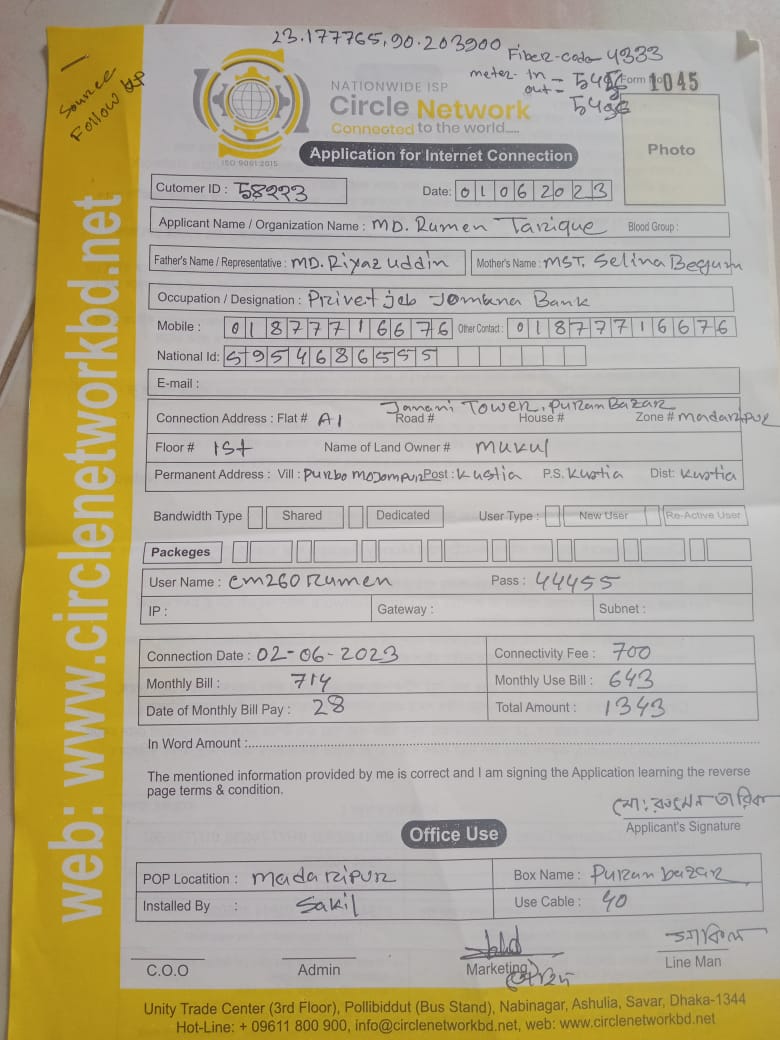 23.177765, 90.203900 Fiber-code 4333
Source
Follow up
meter- In =
out =
Form No 1045
NATIONWIDE ISP
Circle Network
Connected to the world.....
ISO 9001:2015
Photo
Application for Internet Connection
Cutomer ID : 58223 Date: 01062023
Applicant Name / Organization Name : MD. Rumen Tarique Blood Group :
Father's Name / Representative : MD. Riyaz uddin Mother's Name : MST. Selina Begum
Occupation / Designation : Privet job Jomuna Bank
Mobile : 01877716676 Other Contact : 01877716676
National Id: 5954686555
E-mail :
Janani Tower, Puran Bazar
Connection Address : Flat # A1 Road # House # Zone # madaripur
Floor # 1st Name of Land Owner # mukul
Permanent Address : Vill : Purbo mojompur Post : Kustia P.S. Kustia Dist: Kustia
Bandwidth Type Shared Dedicated User Type : New User Re-Active User
Packeges
User Name : cm260rumen Pass : 44455
IP : Gateway : Subnet :
Connection Date : 02-06-2023 Connectivity Fee : 700
Monthly Bill : 714 Monthly Use Bill : 643
Date of Monthly Bill Pay : 28 Total Amount : 1343
In Word Amount :
The mentioned information provided by me is correct and I am signing the Application learning the reverse
page terms & condition.
মোঃ রুমেন তারিক
Applicant's Signature
Office Use
POP Locatition : madaripur Box Name : Puran bazar
Installed By : Sakil Use Cable : 40
C.O.O Admin Marketing Line Man
Unity Trade Center (3rd Floor), Pollibiddut (Bus Stand), Nabinagar, Ashulia, Savar, Dhaka-1344
Hot-Line: + 09611 800 900, info@circlenetworkbd.net, web: www.circlenetworkbd.net
web: www.circlenetworkbd.net